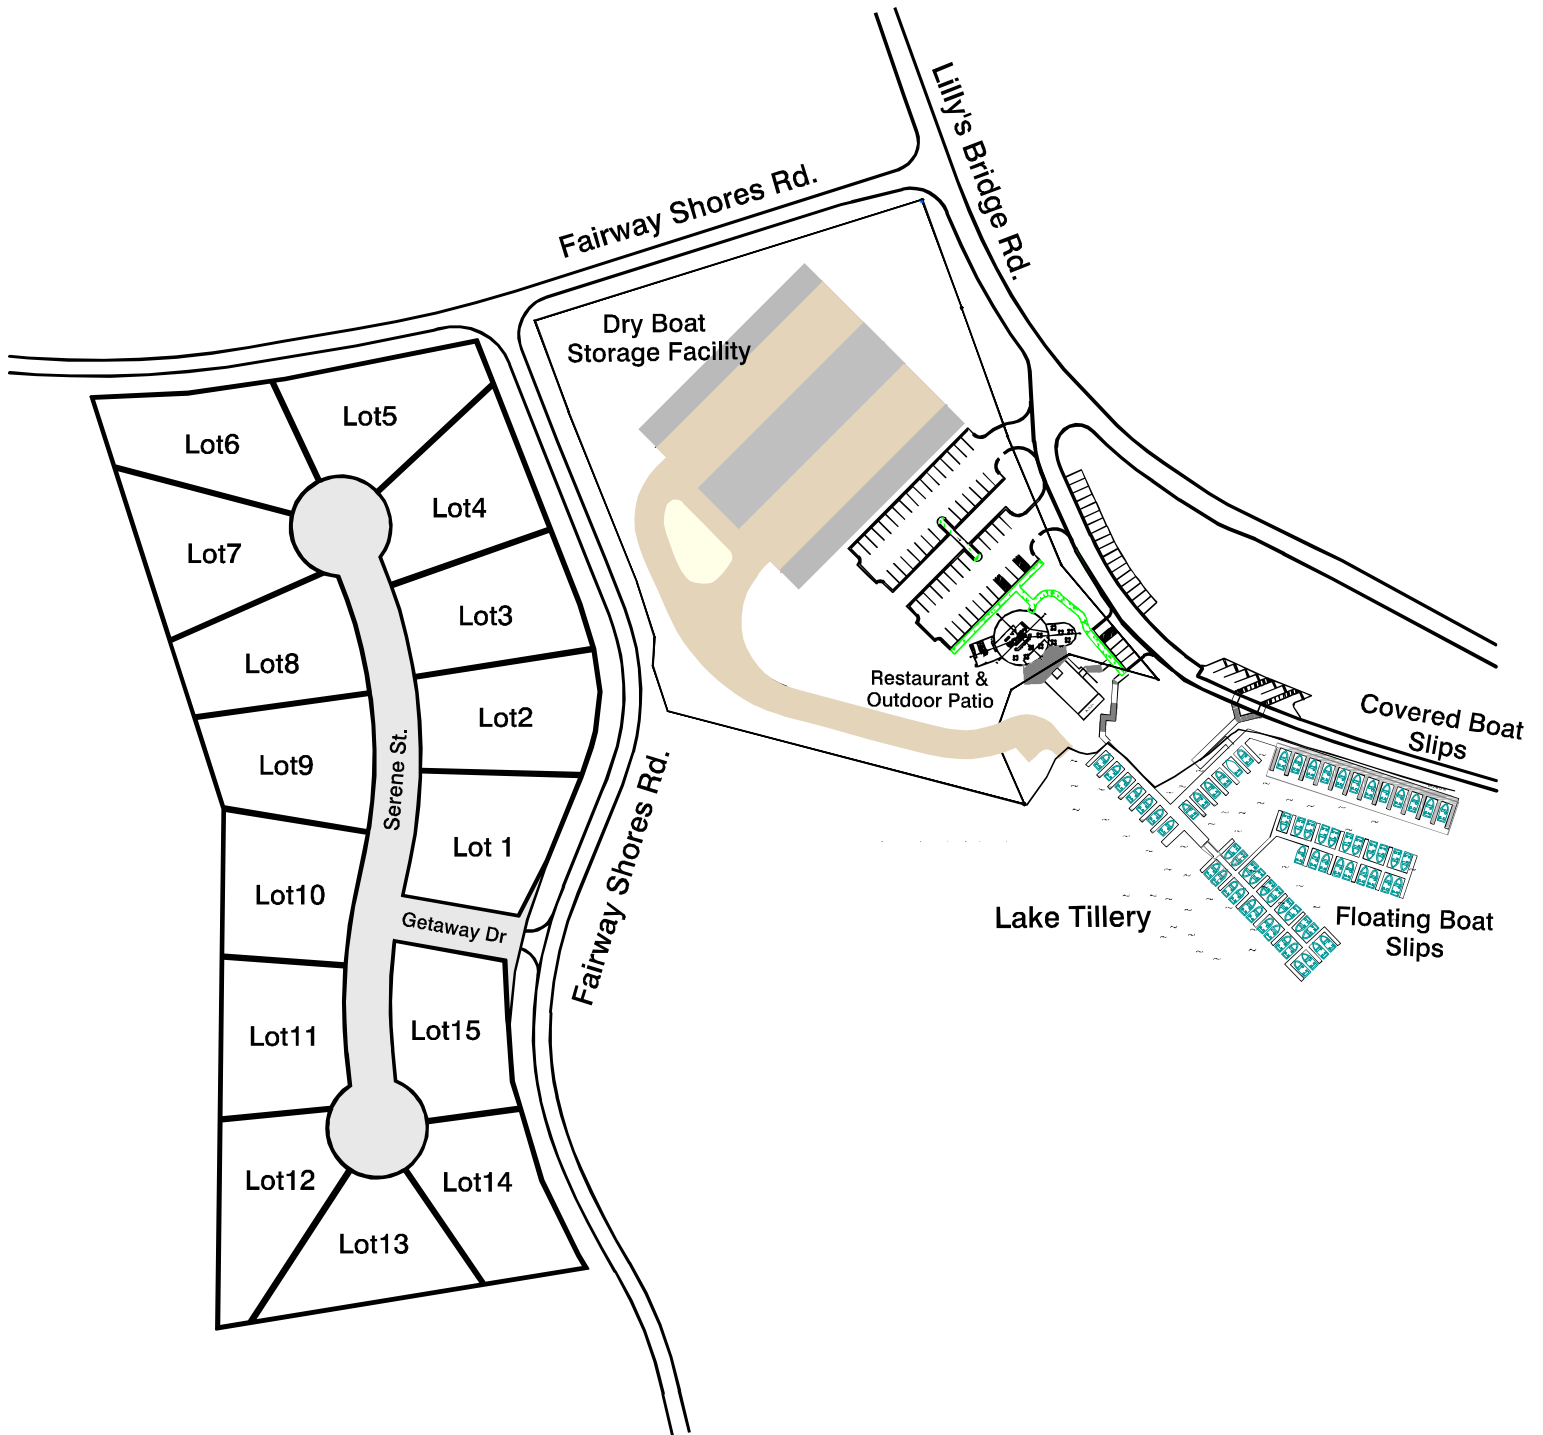 Lilly's Bridge Rd.
Fairway Shores Rd.
Dry Boat
Storage Facility
Lot5
Lot6
Lot4
Lot7
Lot3
Lot8
Restaurant &
Outdoor Patio
Lot2
Covered Boat
Slips
Lot9
Serene St.
Fairway Shores Rd.
Lot 1
Lot10
Getaway Dr
Lake Tillery
Floating Boat
Slips
Lot11
Lot15
Lot12
Lot14
Lot13